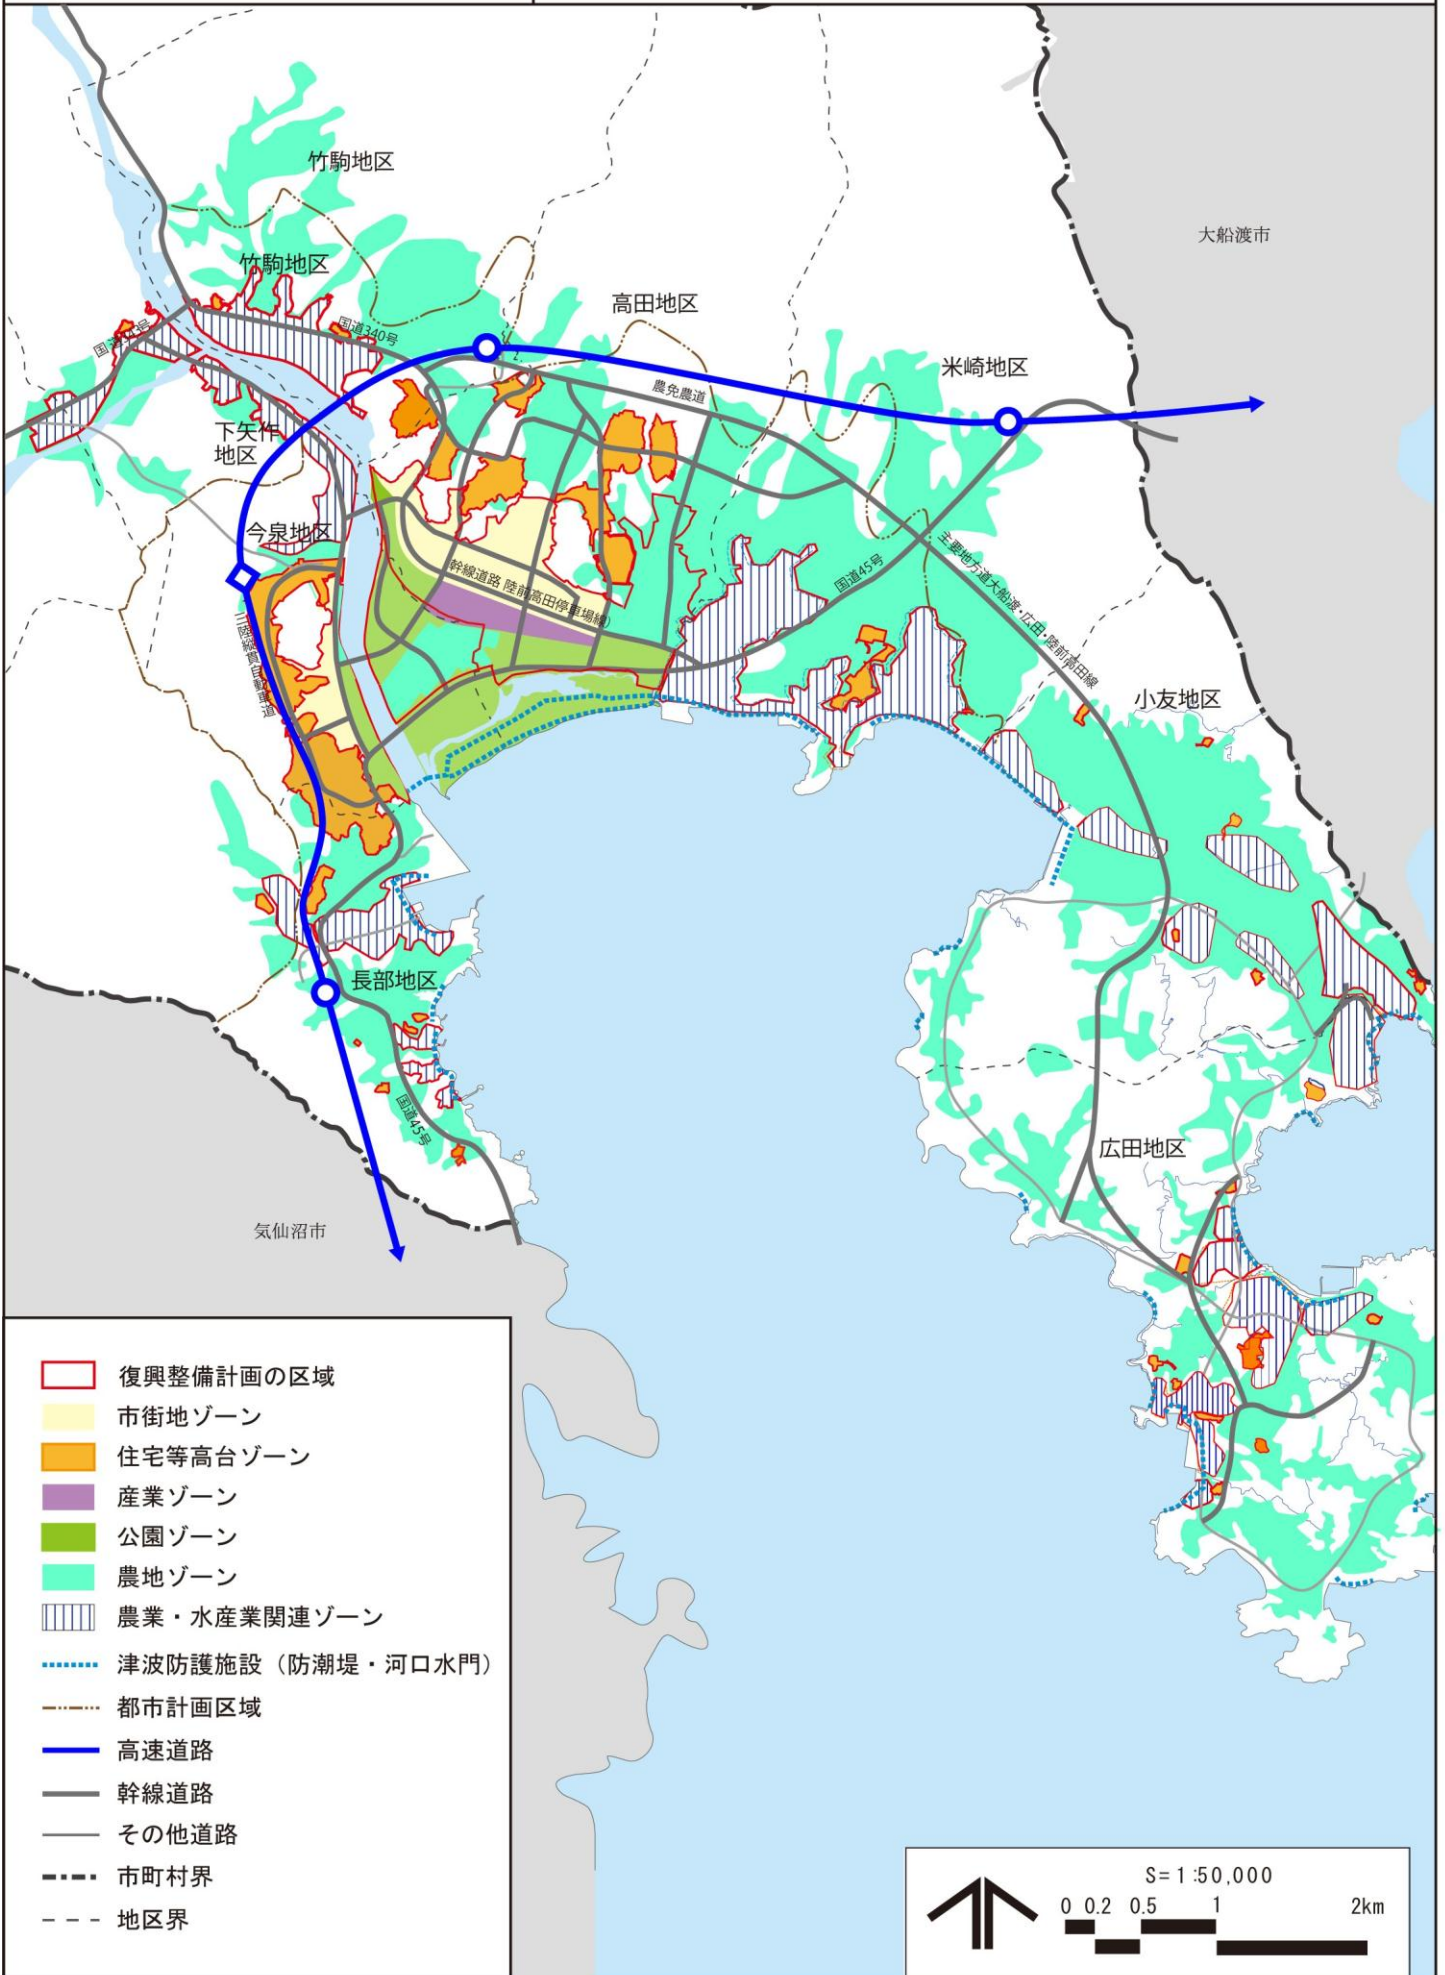 竹駒地区
大船渡市
竹駒地区
高田地区
国道340号
国道343号
米崎地区
農免農道
下矢作
地区
今泉地区
主要地方道大船渡・広田・陸前高田線
国道45号
幹線道路 陸前高田停車場線）
三陸縦貫自動車道
小友地区
長部地区
国道45号
広田地区
気仙沼市
復興整備計画の区域
市街地ゾーン
住宅等高台ゾーン
産業ゾーン
公園ゾーン
農地ゾーン
農業・水産業関連ゾーン
津波防護施設（防潮堤・河口水門）
都市計画区域
高速道路
幹線道路
その他道路
市町村界
地区界
S=1:50,000
0 0.2 0.5 1 2km